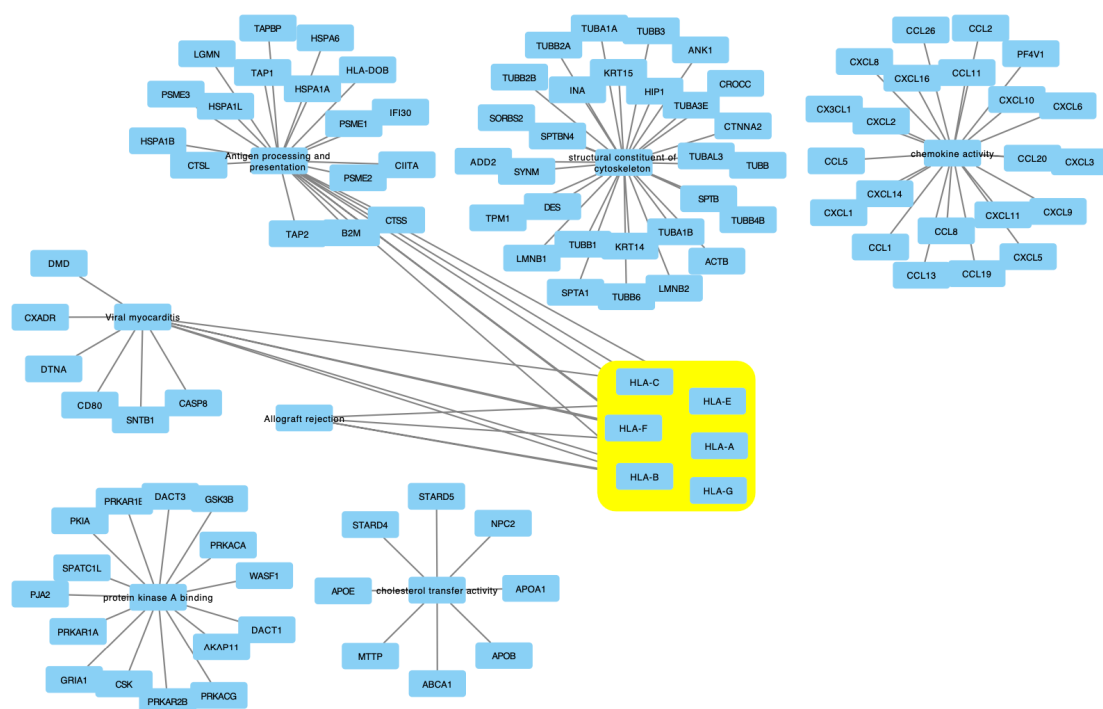 TAPBP
HSPA6
LGMN
TAP1
HLA-DOB
HSPA1A
PSME3
HSPA1L
IFI30
PSME1
HSPA1B
CTSL
Antigen processing and
presentation
CIITA
PSME2
CTSS
TAP2
B2M
TUBA1A
TUBB3
TUBB2A
ANK1
KRT15
TUBB2B
INA
HIP1
CROCC
TUBA3E
SORBS2
SPTBN4
CTNNA2
ADD2
SYNM
structural constituent of
cytoskeleton
TUBAL3
TUBB
TPM1
DES
SPTB
TUBB4B
LMNB1
TUBB1
KRT14
TUBA1B
ACTB
SPTA1
TUBB6
LMNB2
CCL26
CCL2
PF4V1
CXCL8
CXCL16
CCL11
CXCL10
CXCL6
CX3CL1
CXCL2
CCL5
chemokine activity
CCL20
CXCL3
CXCL14
CXCL1
CXCL11
CXCL9
CCL1
CCL8
CXCL5
CCL13
CCL19
DMD
CXADR
Viral myocarditis
DTNA
CD80
SNTB1
CASP8
Allograft rejection
HLA-C
HLA-E
HLA-F
HLA-A
HLA-B
HLA-G
PRKAR1B
DACT3
GSK3B
PKIA
PRKACA
SPATC1L
WASF1
PJA2
protein kinase A binding
PRKAR1A
AKAP11
DACT1
GRIA1
CSK
PRKAR2B
PRKACG
STARD5
STARD4
NPC2
APOE
cholesterol transfer activity
APOA1
MTTP
APOB
ABCA1